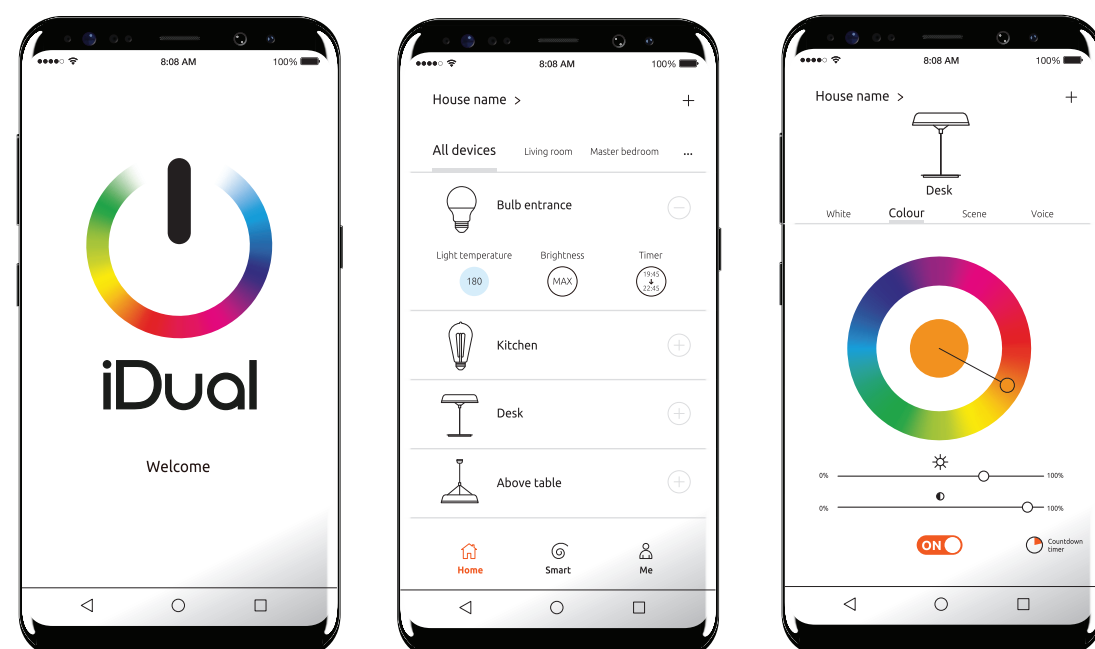 8:08 AM
100%
iDual
Welcome
8:08 AM
100%
House name >
+
All devices
Living room
Master bedroom
...
Bulb entrance
Light temperature
Brightness
Timer
180
MAX
19:45
22:45
Kitchen
Desk
Above table
Home
Smart
Me
8:08 AM
100%
House name >
+
Desk
White
Colour
Scene
Voice
0%
100%
0%
100%
ON
Countdown
timer